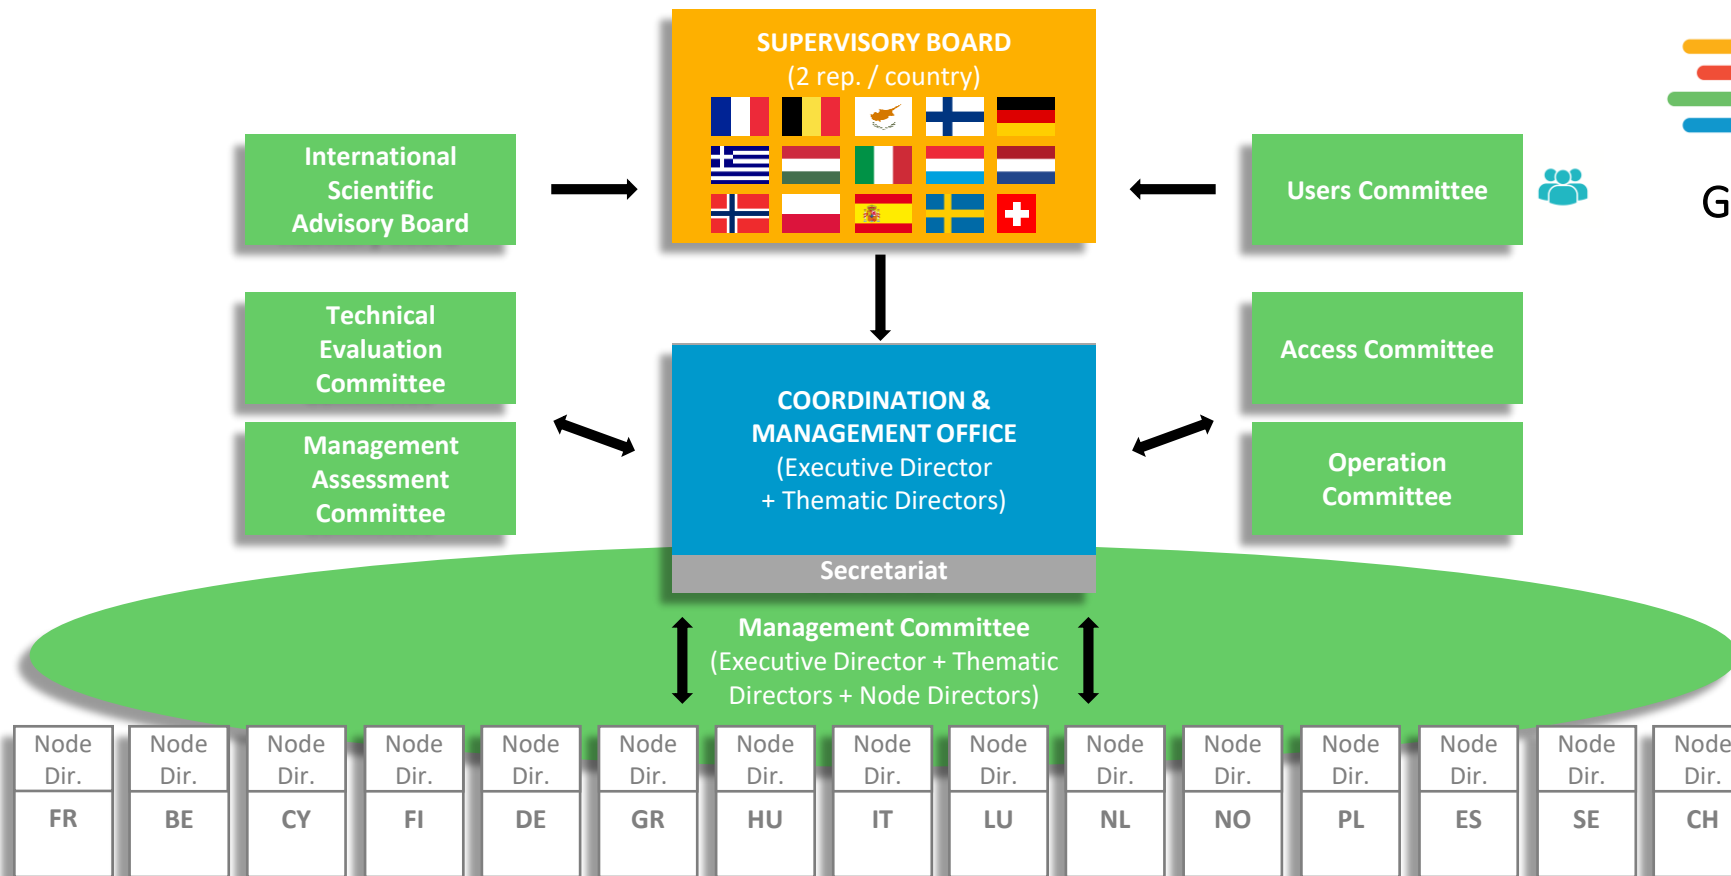 SUPERVISORY BOARD
(2 rep. / country)
International
Scientific
Advisory Board
Users Committee
G
Technical
Evaluation
Committee
Access Committee
COORDINATION &
MANAGEMENT OFFICE
(Executive Director
+ Thematic Directors)
Management
Assessment
Committee
Operation
Committee
Secretariat
Management Committee
(Executive Director + Thematic
Directors + Node Directors)
Node
Dir.
FR
Node
Dir.
BE
Node
Dir.
CY
Node
Dir.
FI
Node
Dir.
DE
Node
Dir.
GR
Node
Dir.
HU
Node
Dir.
IT
Node
Dir.
LU
Node
Dir.
NL
Node
Dir.
NO
Node
Dir.
PL
Node
Dir.
ES
Node
Dir.
SE
Node
Dir.
CH